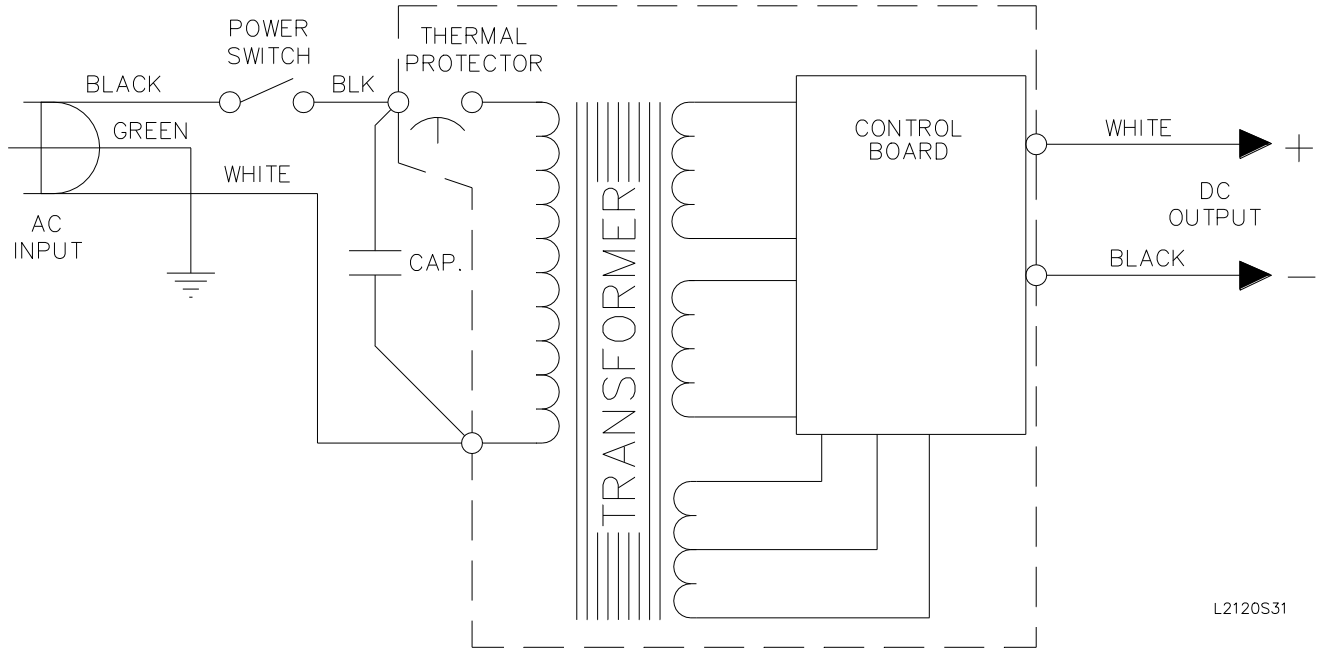 POWER
SWITCH
THERMAL
PROTECTOR
BLACK
BLK
GREEN
WHITE
AC
INPUT
CAP.
TRANSFORMER
CONTROL
BOARD
WHITE
+
DC
OUTPUT
BLACK
—
L2120S31